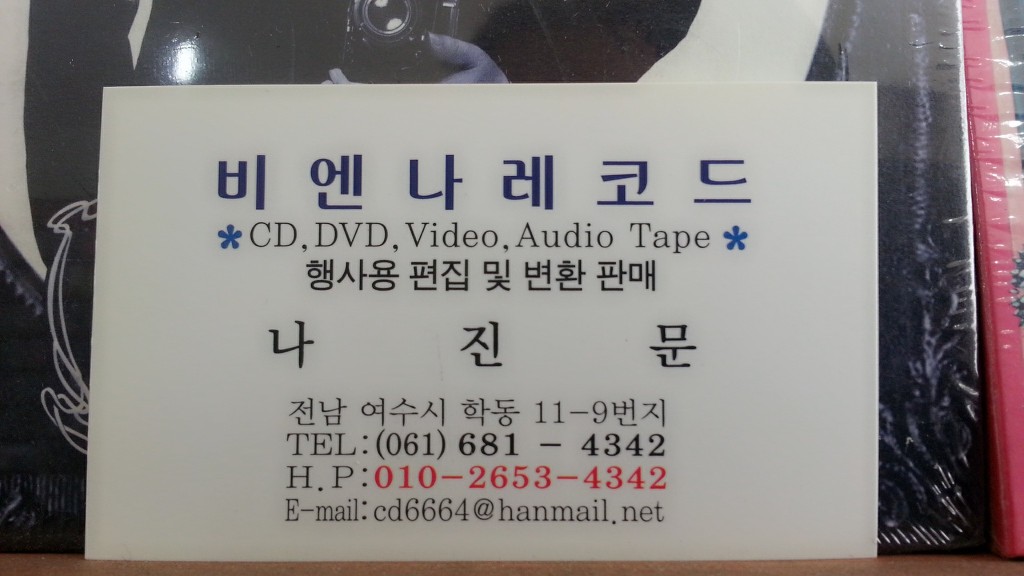 비엔나레코드
*CD, DVD, Video, Audio Tape*
행사용 편집 및 변환 판매
나 진 문
전남 여수시 학동 11-9번지
TEL:(061) 681 - 4342
H.P:010-2653-4342
E-mail:cd6664@hanmail.net